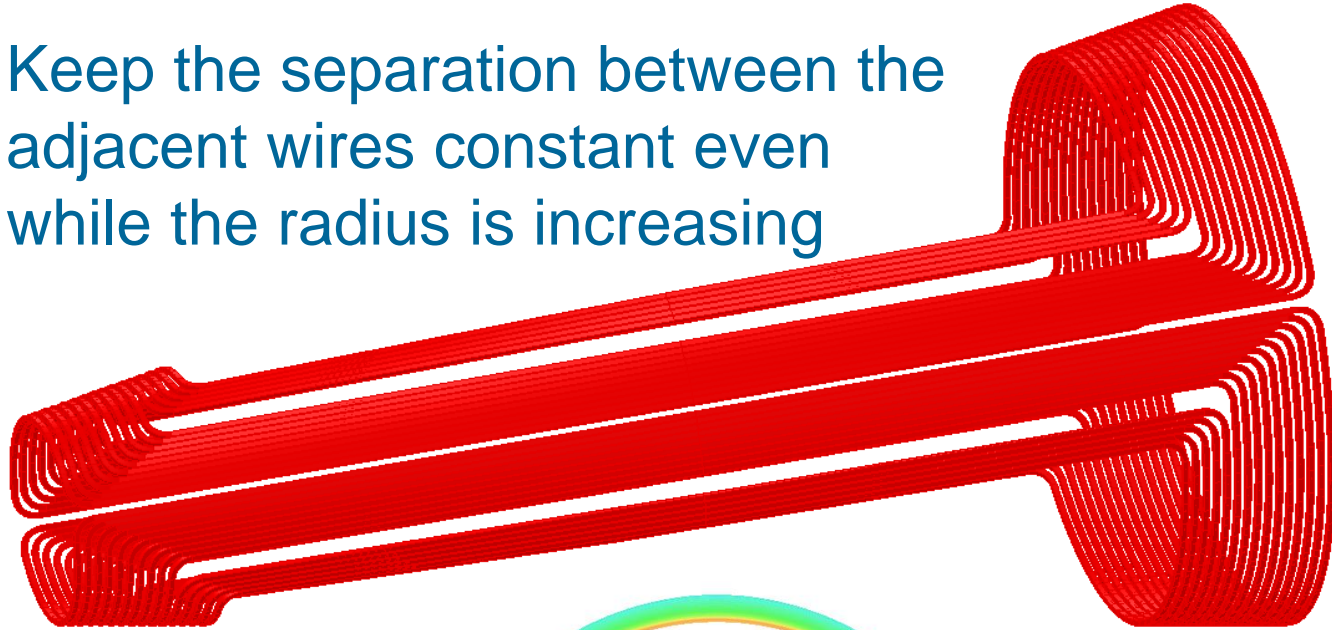 Keep the separation between the
adjacent wires constant even
while the radius is increasing